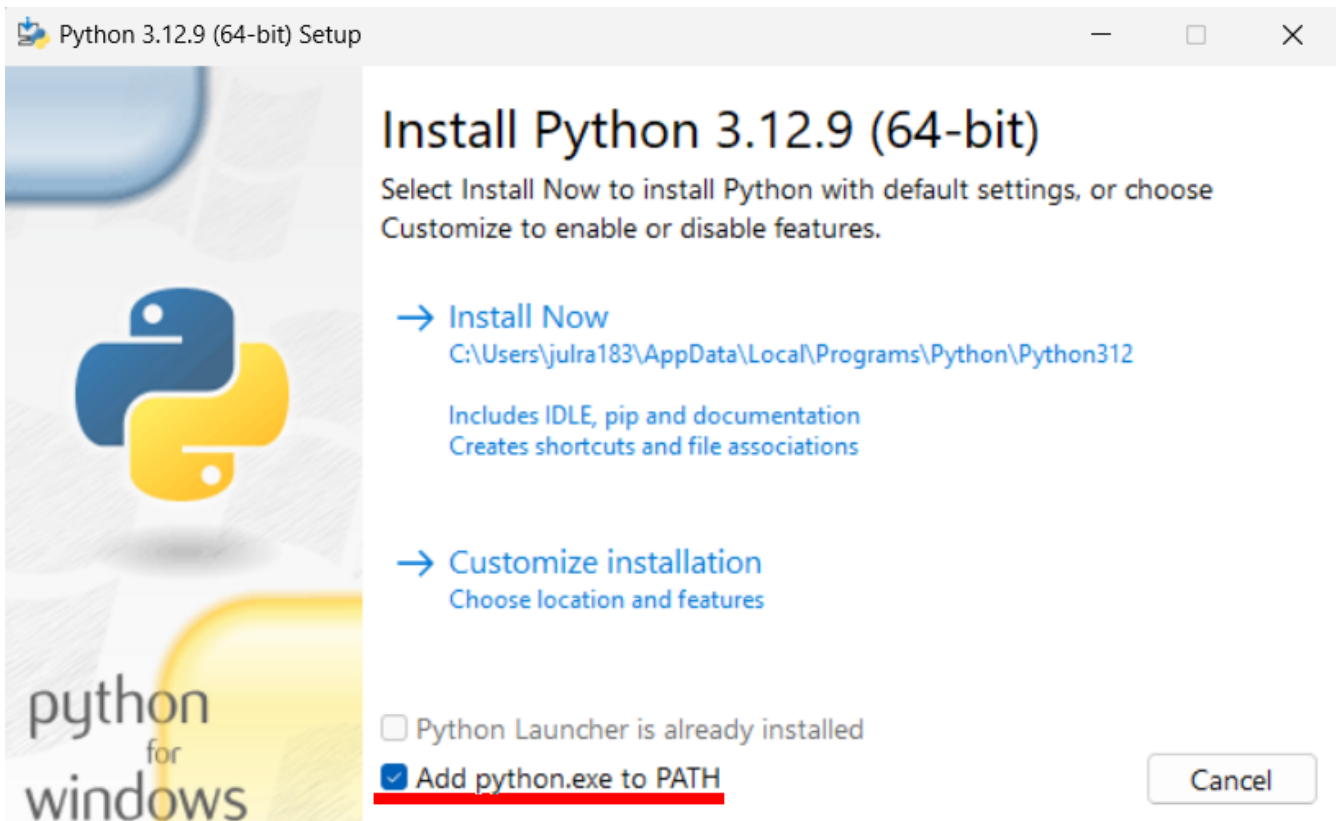 Python 3.12.9 (64-bit) Setup
Install Python 3.12.9 (64-bit)
Select Install Now to install Python with default settings, or choose
Customize to enable or disable features.
Install Now
C:\Users\julra183\AppData\Local\Programs\Python\Python312
Includes IDLE, pip and documentation
Creates shortcuts and file associations
Customize installation
Choose location and features
python
for
windows
Python Launcher is already installed
Add python.exe to PATH
Cancel